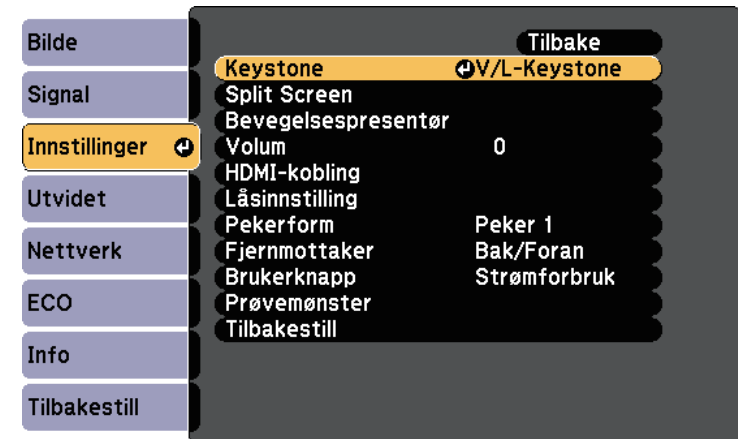 Bilde
Signal
Innstillinger
Utvidet
Nettverk
ECO
Info
Tilbakestill
Tilbake
Keystone V/L-Keystone
Split Screen
Bevegelsespresentør
Volum 0
HDMI-kobling
Låsinnstilling
Pekerform Peker 1
Fjernmottaker Bak/Foran
Brukerknapp Strømforbruk
Prøvemønster
Tilbakestill